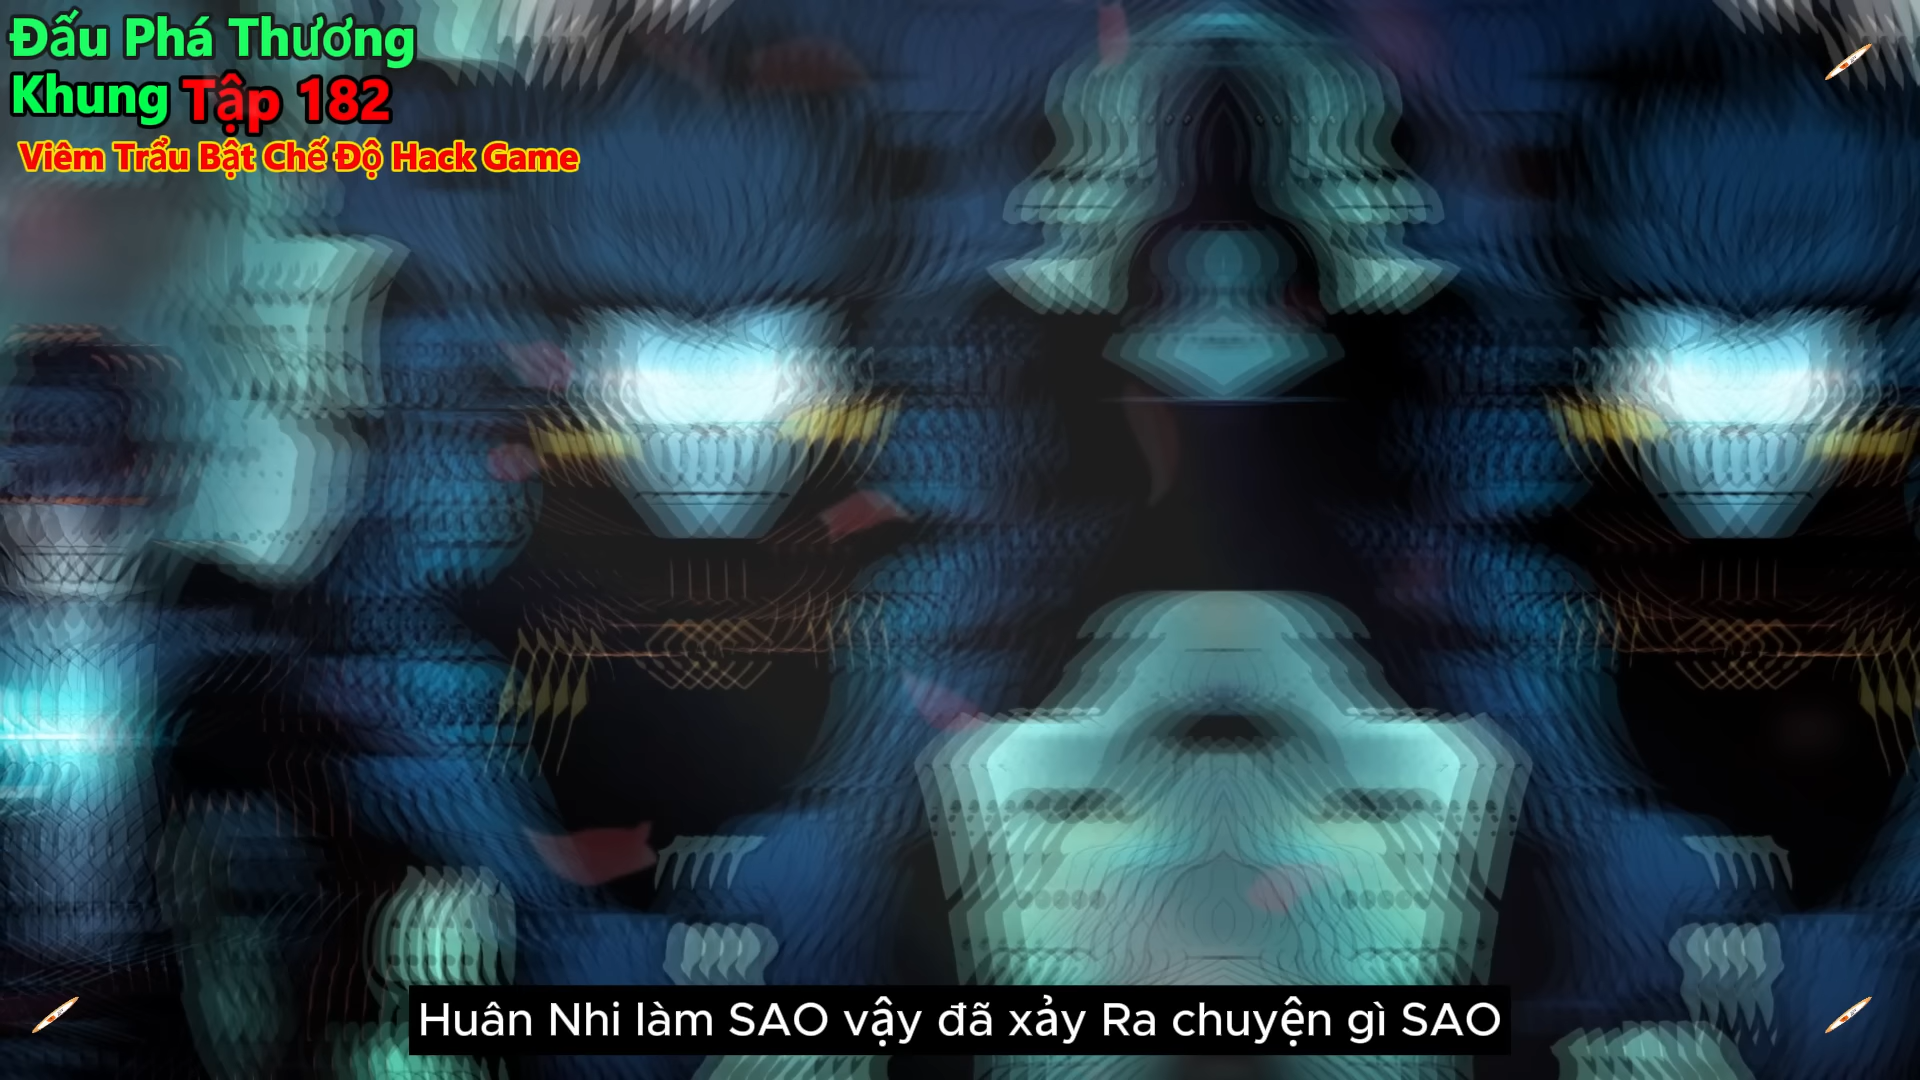 Đấu Phá Thương
Khung Tập 182
Viêm Trẩu Bật Chế Độ Hack Game
Huân Nhi làm SAO vậy đã xảy Ra chuyện gì SAO